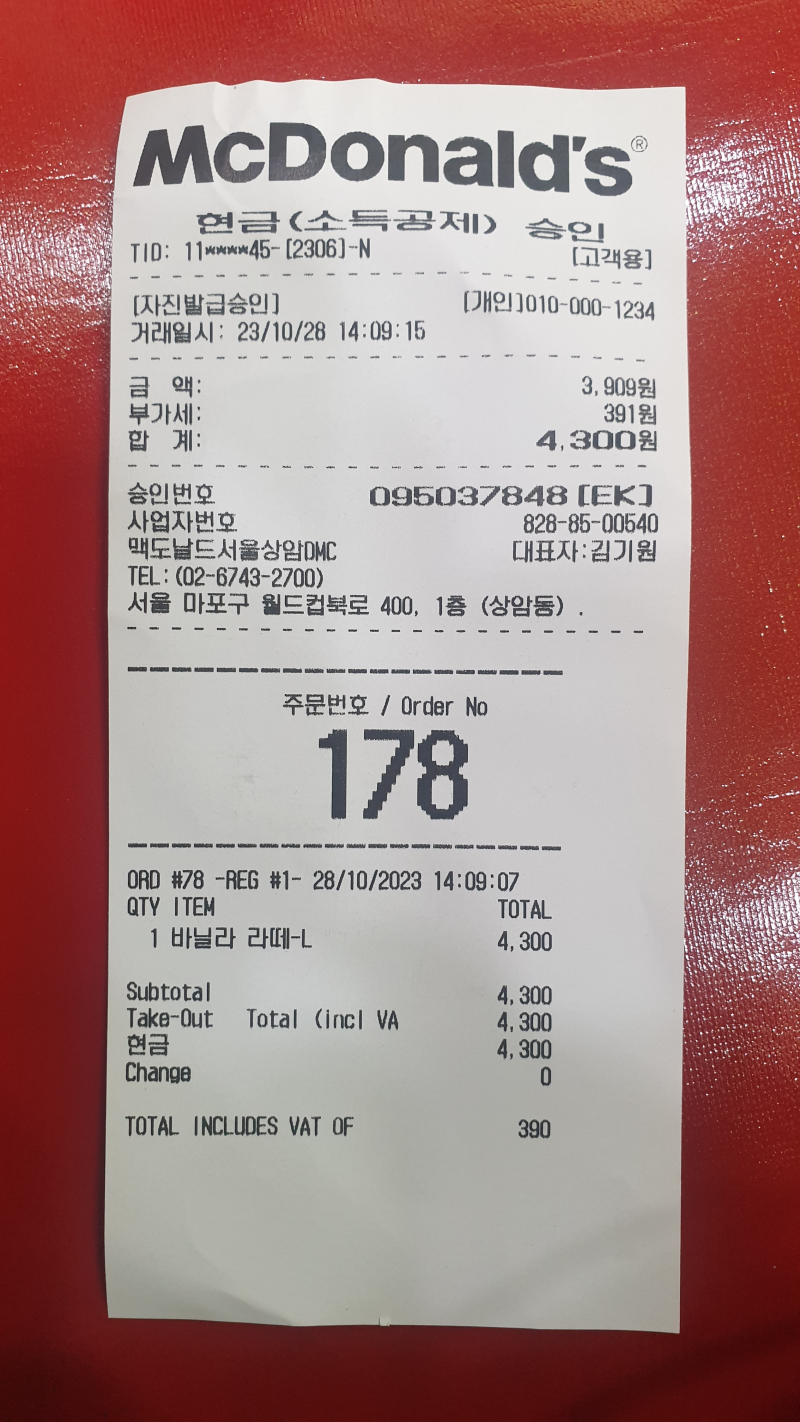 McDonald's®
현금(소득공제) 승인
TID: 11****45-[2306]-N [고객용]
[자진발급승인] [개인]010-000-1234
거래일시: 23/10/28 14:09:15
금 액: 3,909원
부가세: 391원
합 계: 4,300원
승인번호 095037848[EK]
사업자번호 828-85-00540
맥도날드서울상암DMC 대표자:김기원
TEL:(02-6743-2700)
서울 마포구 월드컵북로 400, 1층 (상암동) .
주문번호 / Order No
178
ORD #78 -REG #1- 28/10/2023 14:09:07
QTY ITEM TOTAL
1 바닐라 라떼-L 4,300
Subtotal 4,300
Take-Out Total (incl VA 4,300
현금 4,300
Change 0
TOTAL INCLUDES VAT OF 390